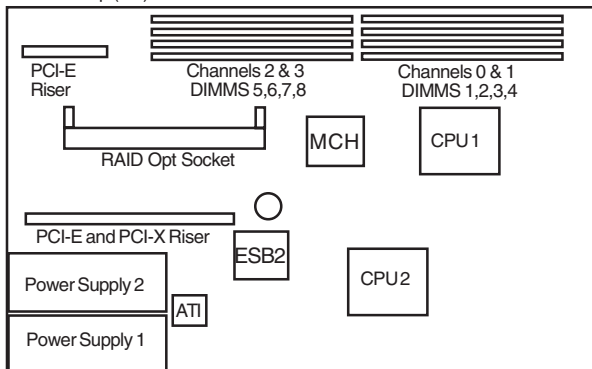 PCI-E
Riser
Channels 2 & 3
DIMMS 5,6,7,8
Channels 0 & 1
DIMMS 1,2,3,4
MCH
CPU1
RAID Opt Socket
PCI-E and PCI-X Riser
ESB2
CPU2
Power Supply 2
ATI
Power Supply 1